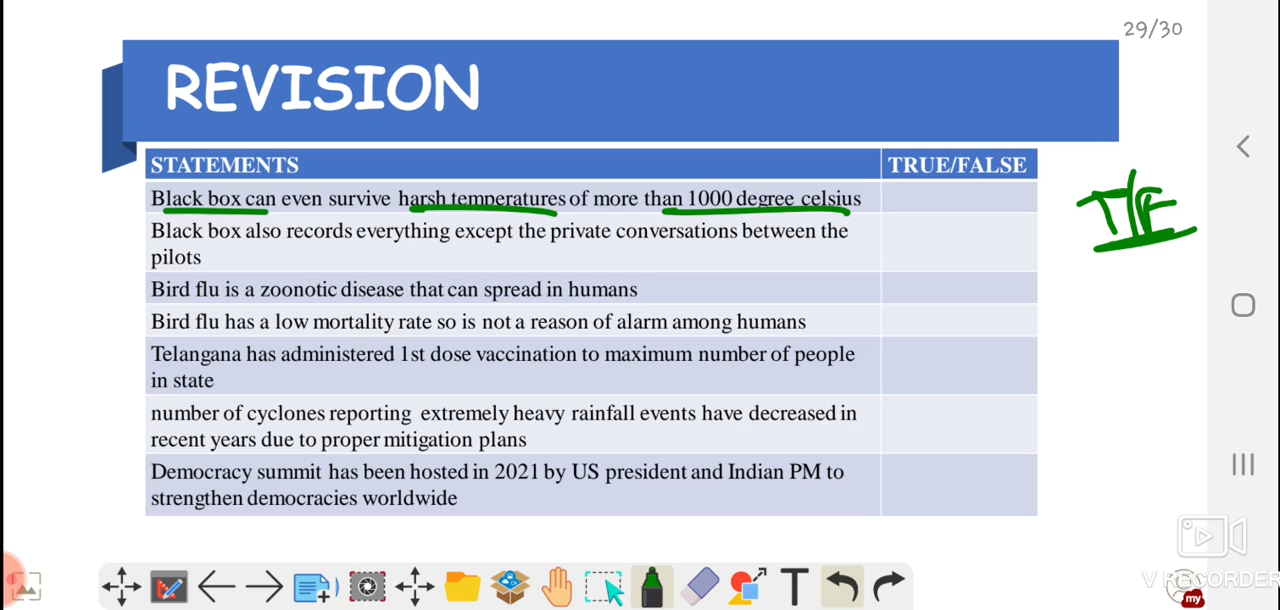 29/30
REVISION
STATEMENTS TRUE/FALSE
Black box can even survive harsh temperatures of more than 1000 degree celsius
T/F
Black box also records everything except the private conversations between the
pilots
Bird flu is a zoonotic disease that can spread in humans
Bird flu has a low mortality rate so is not a reason of alarm among humans
Telangana has administered 1st dose vaccination to maximum number of people
in state
number of cyclones reporting extremely heavy rainfall events have decreased in
recent years due to proper mitigation plans
Democracy summit has been hosted in 2021 by US president and Indian PM to
strengthen democracies worldwide
T
V RECORDER
my